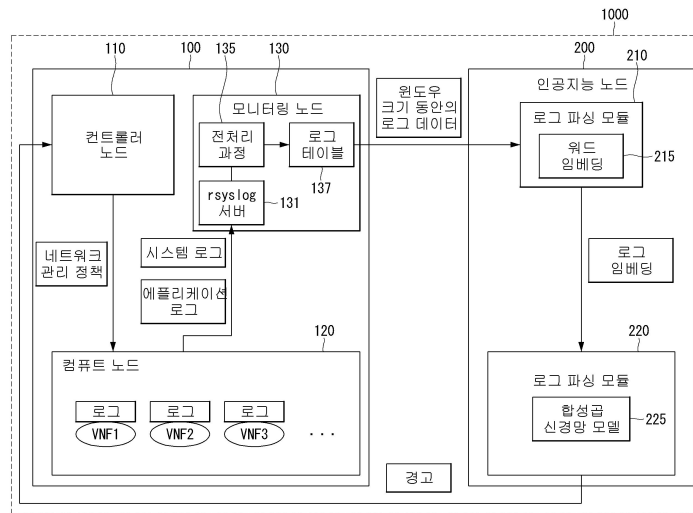 1000
110
100
135
130
200
210
컨트롤러
노드
모니터링 노드
전처리
과정
로그
테이블
137
rsyslog
서버
131
윈도우
크기 동안의
로그 데이터
인공지능 노드
로그 파싱 모듈
워드
임베딩
215
네트워크
관리 정책
시스템 로그
에플리케이션
로그
로그
임베딩
120
컴퓨트 노드
로그
VNF1
로그
VNF2
로그
VNF3
...
220
로그 파싱 모듈
합성곱
신경망 모델
225
경고